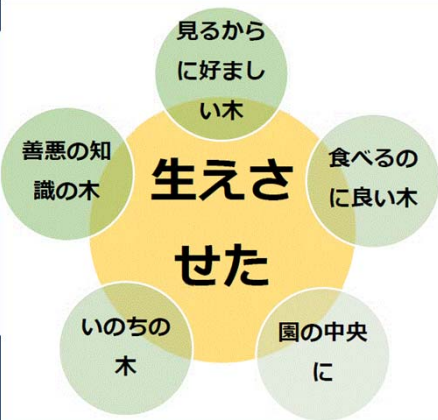 見るから
に好まし
い木
善悪の知
識の木
食べるの
に良い木
生えさ
せた
いのちの
木
園の中央
に